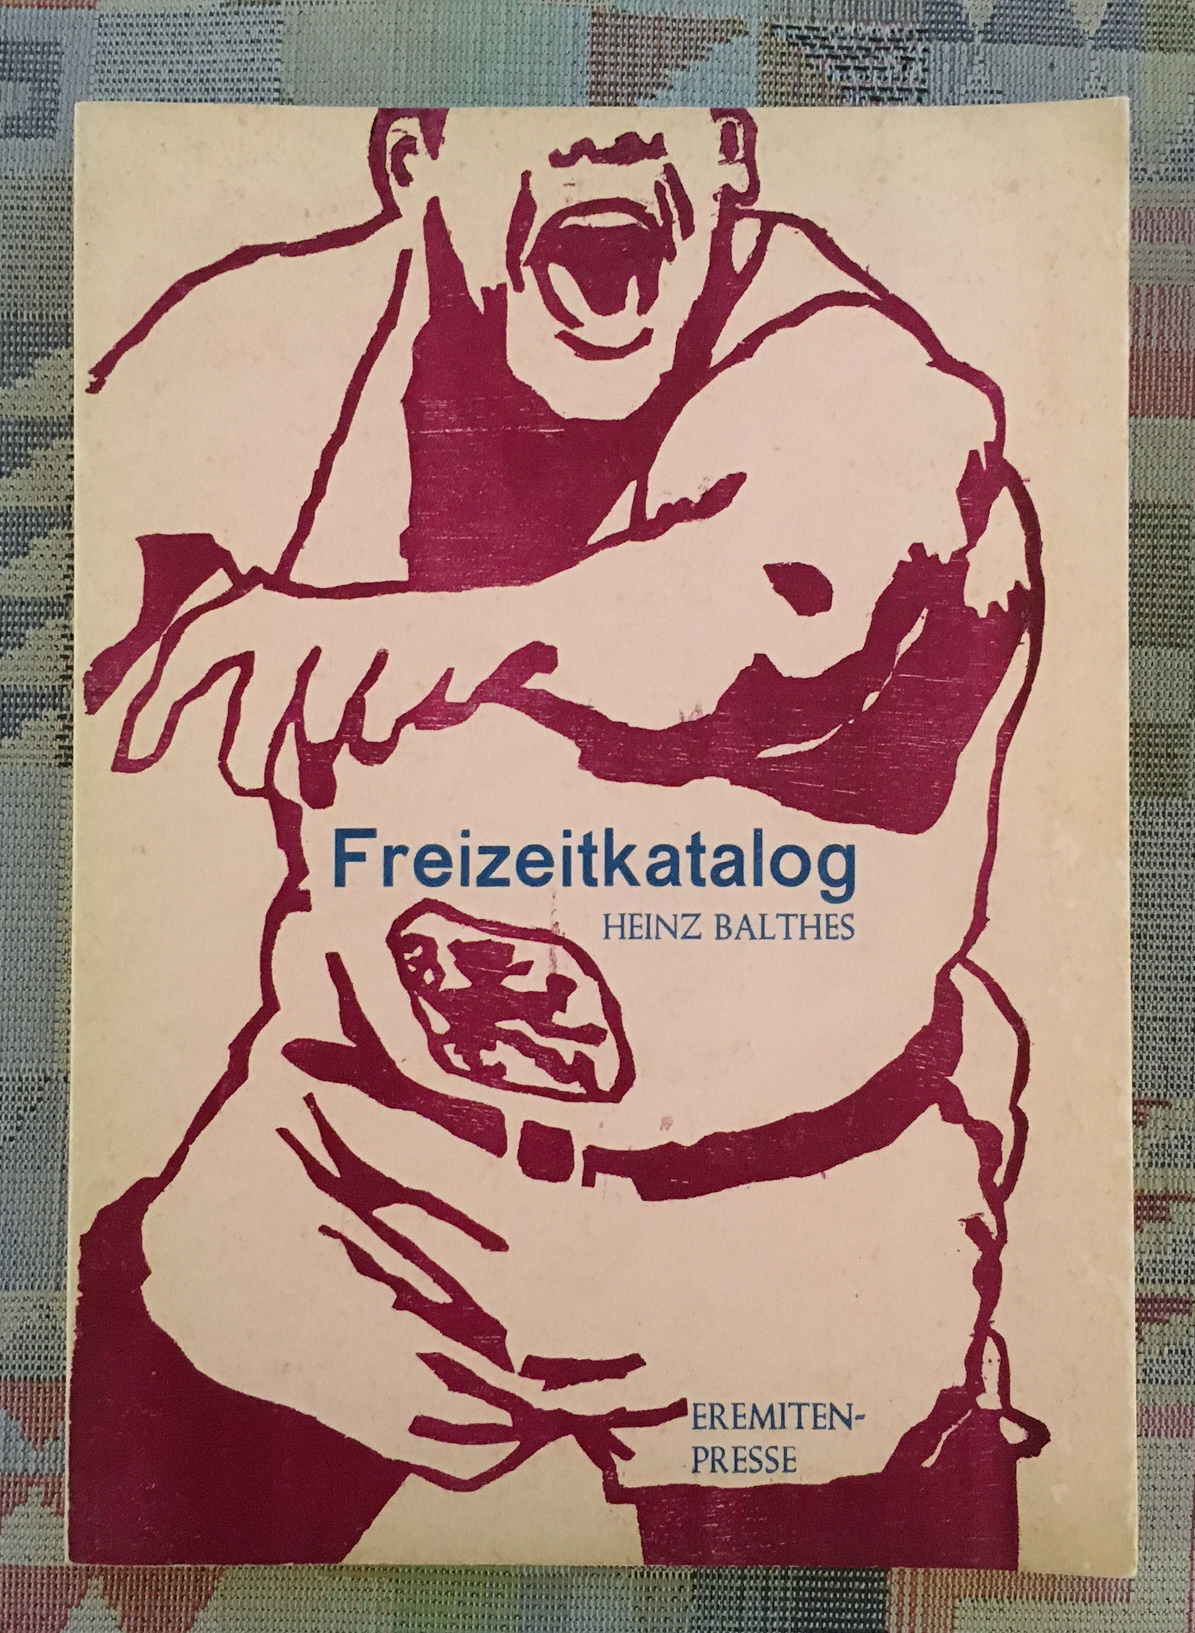 Freizeitkatalog
HEINZ BALTHES
EREMITEN-
PRESSE